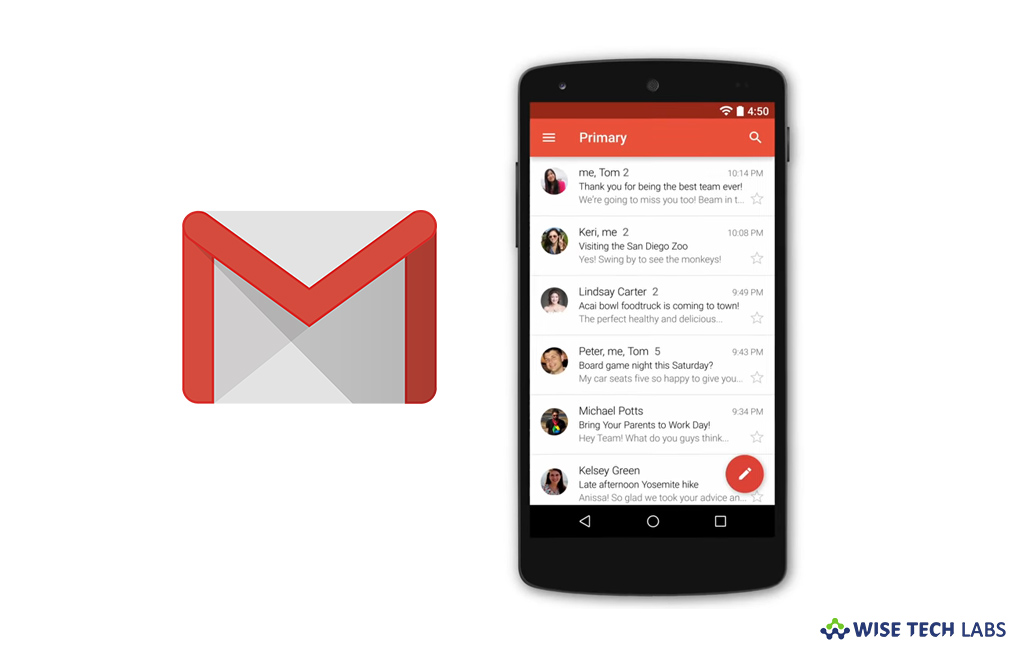 4:50
Primary
me, Tom 2 10:14 PM
Thank you for being the best team ever!
We're going to miss you too! Beam in t...
Keri, me 2 10:08 PM
Visiting the San Diego Zoo
Yes! Swing by to see the monkeys!
Lindsay Carter 2 9:49 PM
Acai bowl foodtruck is coming to town!
The perfect healthy and delicious...
Peter, me, Tom 5 9:43 PM
Board game night this Saturday?
My car seats five so happy to give you...
Michael Potts 9:34 PM
Bring Your Parents to Work Day!
Hey Team! What do you guys think...
Kelsey Green
Late afternoon Yosemite hike
Anissa! So glad we took your advice an...
WISE TECH LABS